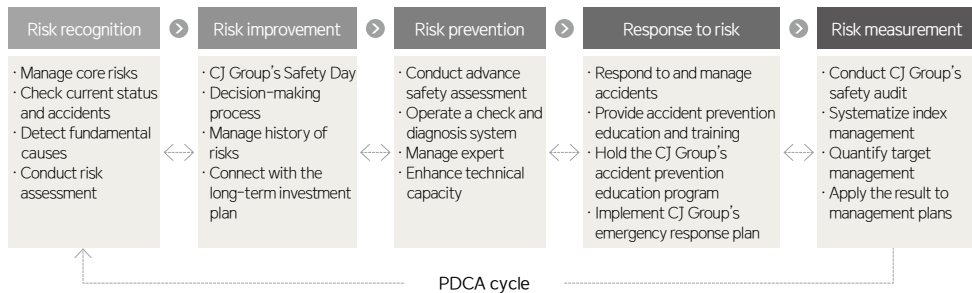 Risk recognition
Risk improvement
Risk prevention
Response to risk
Risk measurement
· Manage core risks
· Check current status
and accidents
· Detect fundamental
causes
· Conduct risk
assessment
· CJ Group's Safety Day
· Decision-making
process
· Manage history of
risks
· Connect with the
long-term investment
plan
· Conduct advance
safety assessment
· Operate a check and
diagnosis system
· Manage expert
· Enhance technical
capacity
· Respond to and manage
accidents
· Provide accident prevention
education and training
· Hold the CJ Group's
accident prevention
education program
· Implement CJ Group's
emergency response plan
· Conduct CJ Group's
safety audit
· Systematize index
management
· Quantify target
management
· Apply the result to
management plans
PDCA cycle